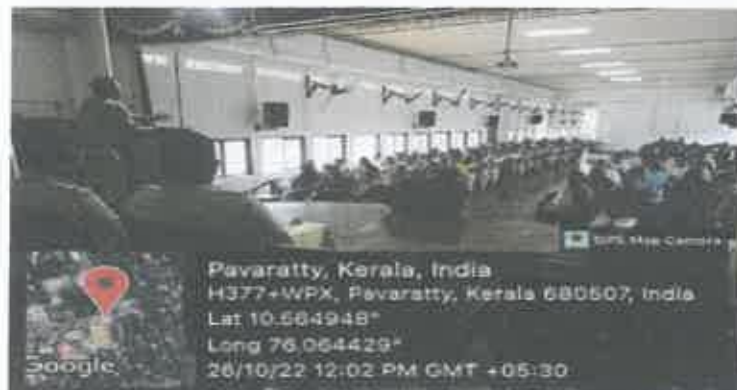 GPS Map Camera
Pavaratty, Kerala, India
H377+WPX, Pavaratty, Kerala 680507, India
Lat 10.564948°
Long 76.064429°
26/10/22 12:02 PM GMT +05:30
Google